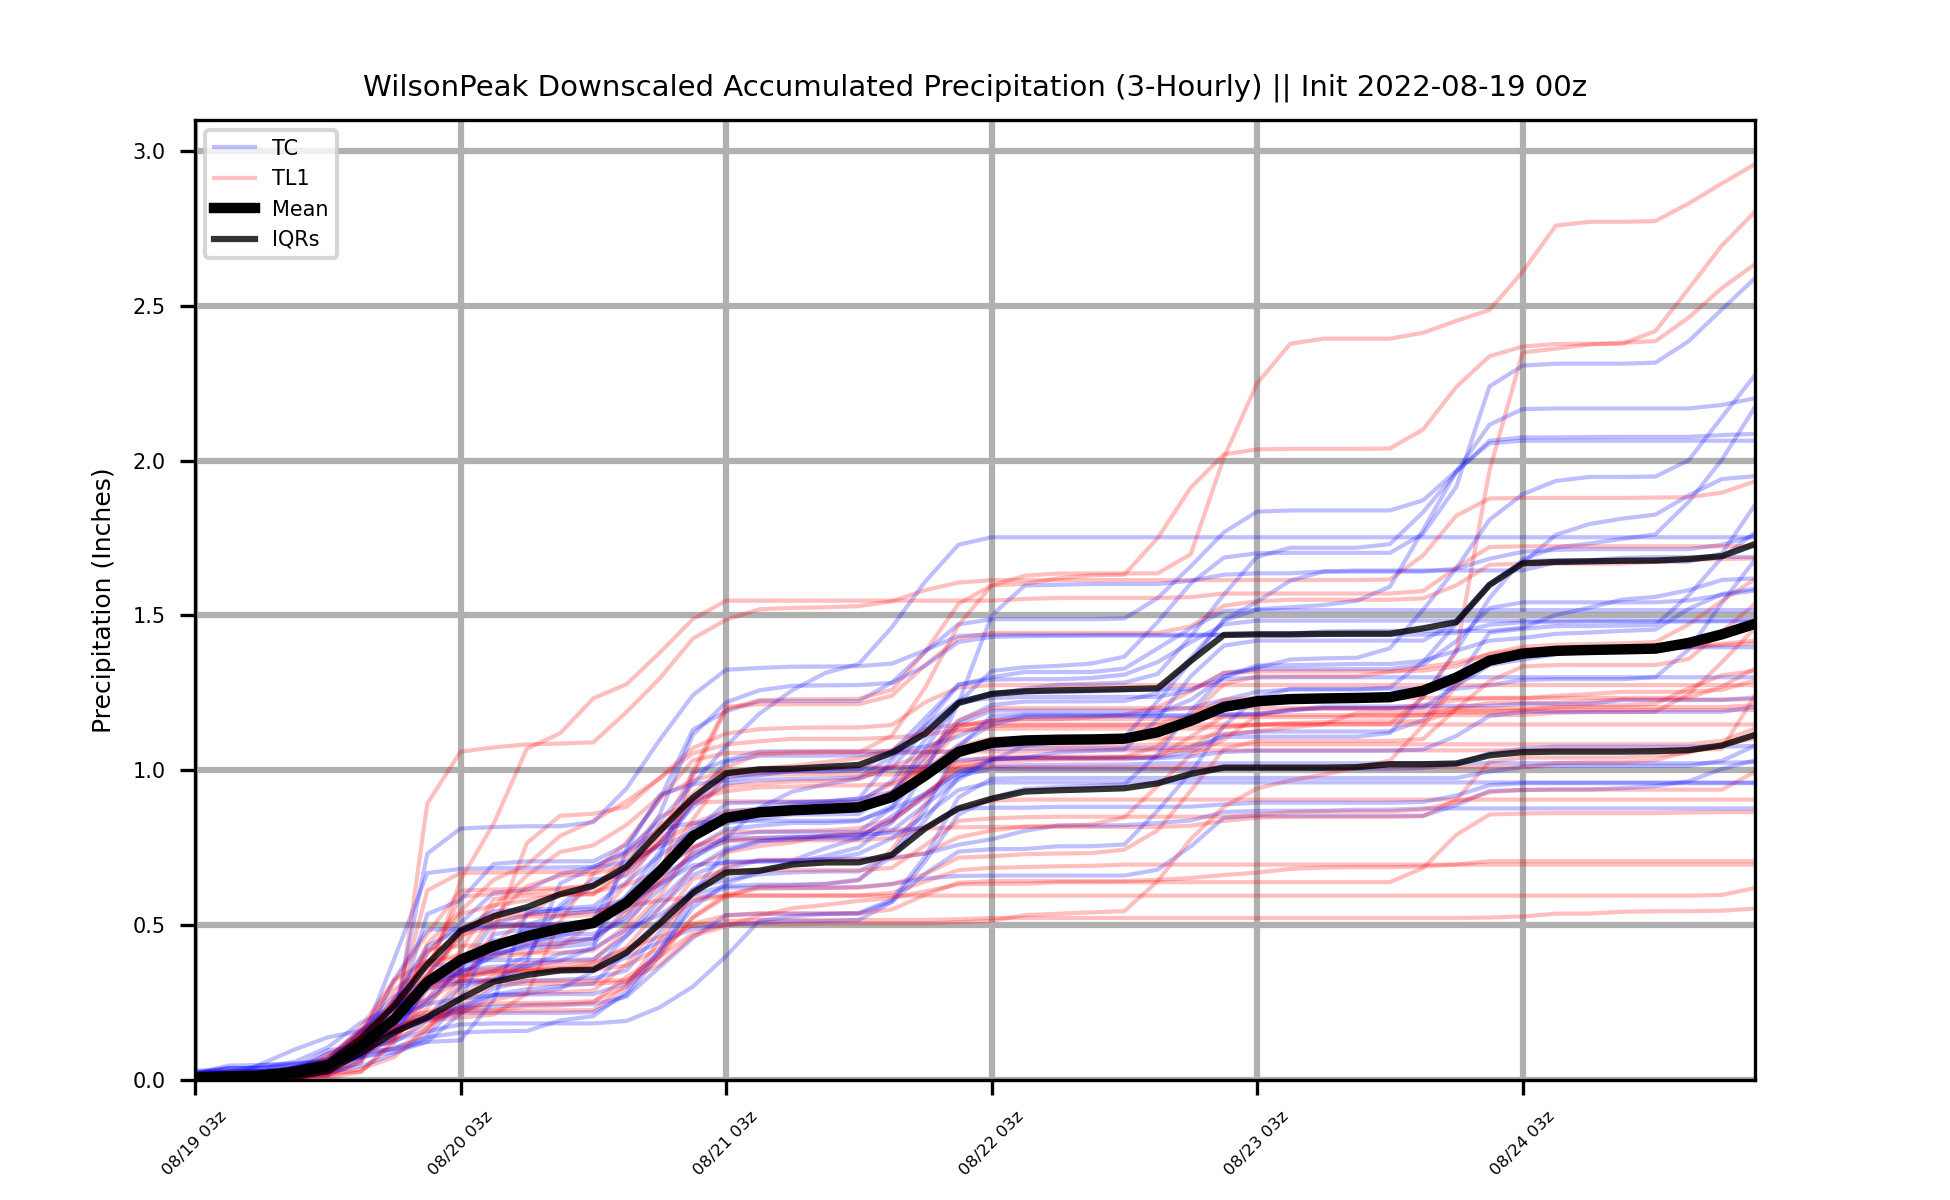 WilsonPeak Downscaled Accumulated Precipitation (3-Hourly) || Init 2022-08-19 00z
TC
TL1
Mean
IQRs
Precipitation (Inches)
3.0
2.5
2.0
1.5
1.0
0.5
0.0
08/19 03z
08/20 03z
08/21 03z
08/22 03z
08/23 03z
08/24 03z